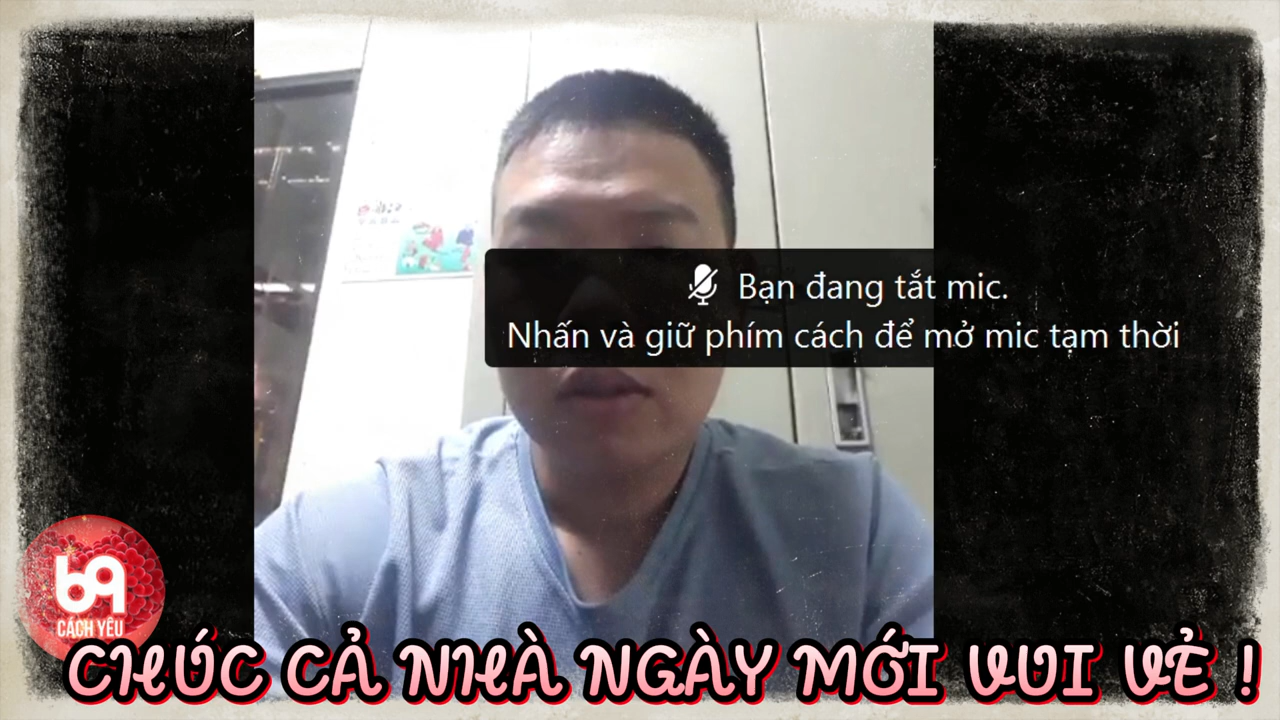 Bạn đang tắt mic.
Nhấn và giữ phím cách để mở mic tạm thời
69
CÁCH YÊU
CHÚC CẢ NHÀ NGÀY MỚI VUI VẺ !